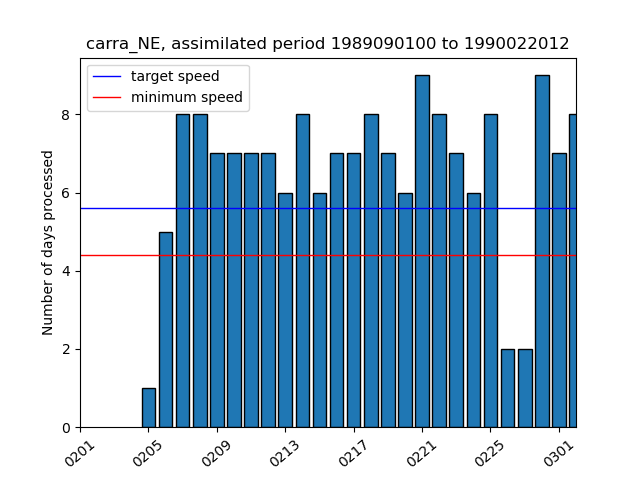 carra_NE, assimilated period 1989090100 to 1990022012
target speed
minimum speed
Number of days processed
8
6
4
2
0
0201 0205 0209 0213 0217 0221 0225 0301